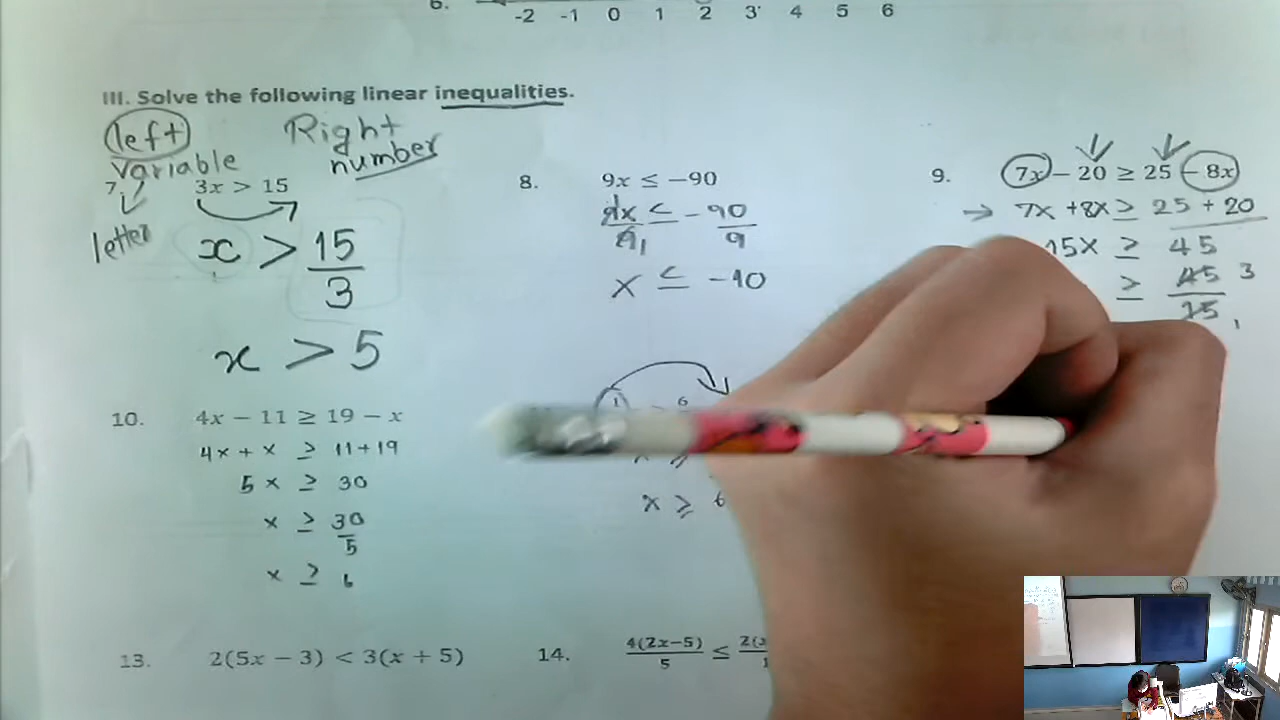 6.
-2 -1 0 1 2 3 4 5 6
III. Solve the following linear inequalities.
left Right
variable number
letter
7. 3x > 15
x > 15/3
x > 5
8. 9x ≤ −90
9x/9 ≤ −90/9
x ≤ −10
9. 7x − 20 ≥ 25 − 8x
→ 7x + 8x ≥ 25 + 20
15x ≥ 45
≥ 45/15 3 1
10. 4x − 11 ≥ 19 − x
4x + x ≥ 11 + 19
5x ≥ 30
x ≥ 30/5
x ≥ 6
x ≥ 6
13. 2(5x − 3) < 3(x + 5)
14. 4(2x−5)/5 ≤